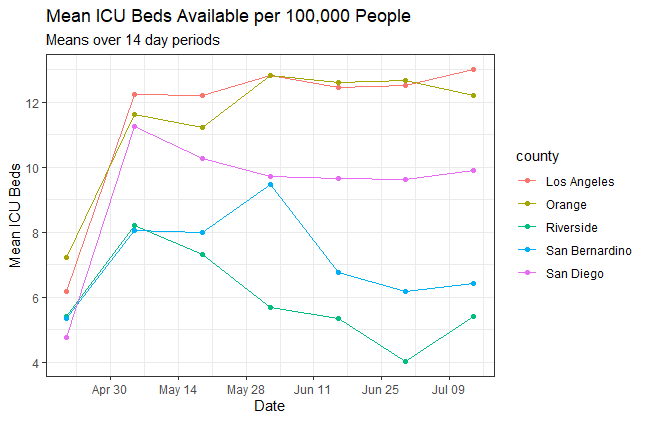 Mean ICU Beds Available per 100,000 People
Means over 14 day periods
Mean ICU Beds
12
10
8
6
4
Apr 30
May 14
May 28
Jun 11
Jun 25
Jul 09
Date
county
Los Angeles
Orange
Riverside
San Bernardino
San Diego